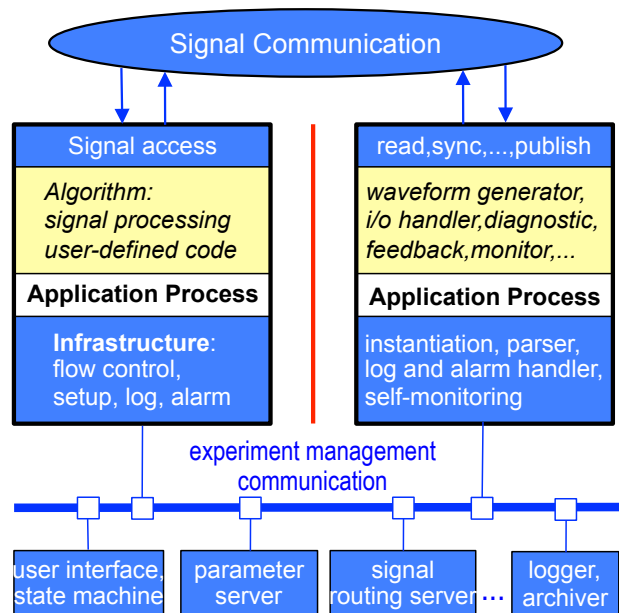 Signal Communication
Signal access
Algorithm:
signal processing
user-defined code
Application Process
Infrastructure:
flow control,
setup, log, alarm
read,sync,...,publish
waveform generator,
i/o handler,diagnostic,
feedback,monitor,...
Application Process
instantiation, parser,
log and alarm handler,
self-monitoring
experiment management
communication
user interface,
state machine
parameter
server
signal
routing server
...
logger,
archiver